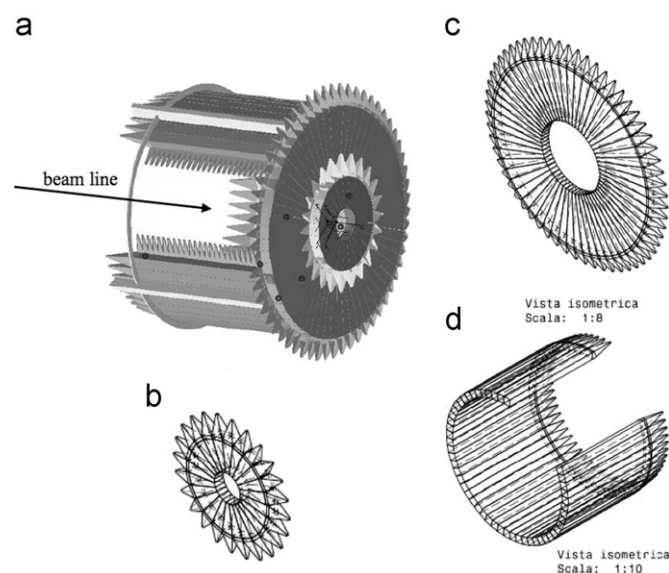 a
c
beam line
Vista isometrica
Scala: 1:8
d
b
Vista isometrica
Scala: 1:10